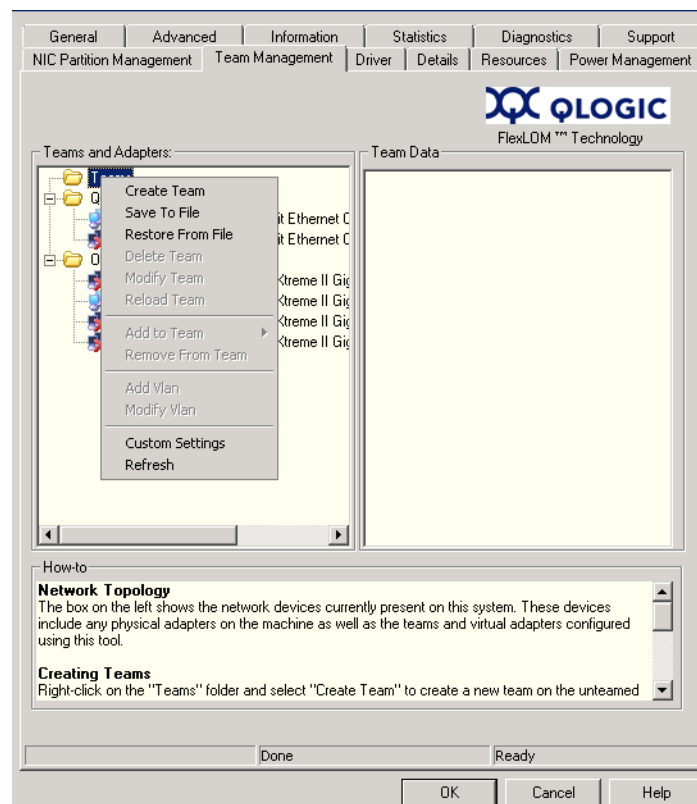 General Advanced Information Statistics Diagnostics Support
NIC Partition Management Team Management Driver Details Resources Power Management
QLOGIC
FlexLOM ™ Technology
Teams and Adapters:
Team Data
Create Team
Save To File
Restore From File
Delete Team
Modify Team
Reload Team
Add to Team
Remove From Team
Add Vlan
Modify Vlan
Custom Settings
Refresh
Q
it Ethernet C
it Ethernet C
O
Xtreme II Gig
Xtreme II Gig
Xtreme II Gig
Xtreme II Gig
How-to
Network Topology
The box on the left shows the network devices currently present on this system. These devices
include any physical adapters on the machine as well as the teams and virtual adapters configured
using this tool.
Creating Teams
Right-click on the "Teams" folder and select "Create Team" to create a new team on the unteamed
Done Ready
OK Cancel Help